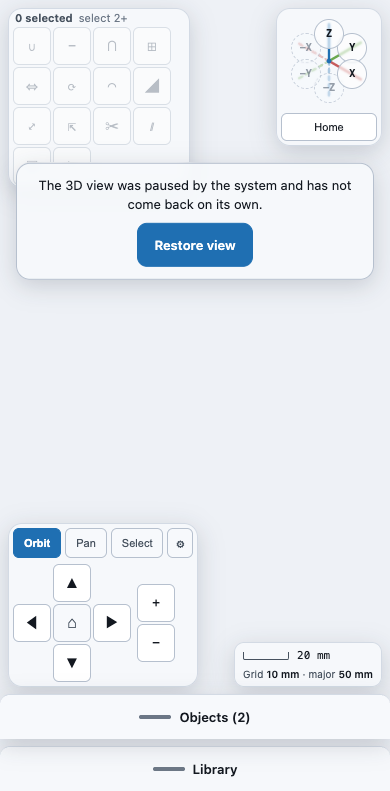 0 selected select 2+
Z
–X
Y
–Y
X
–Z
Home
The 3D view was paused by the system and has not
come back on its own.
Restore view
Orbit
Pan
Select
+
−
20 mm
Grid 10 mm · major 50 mm
Objects (2)
Library